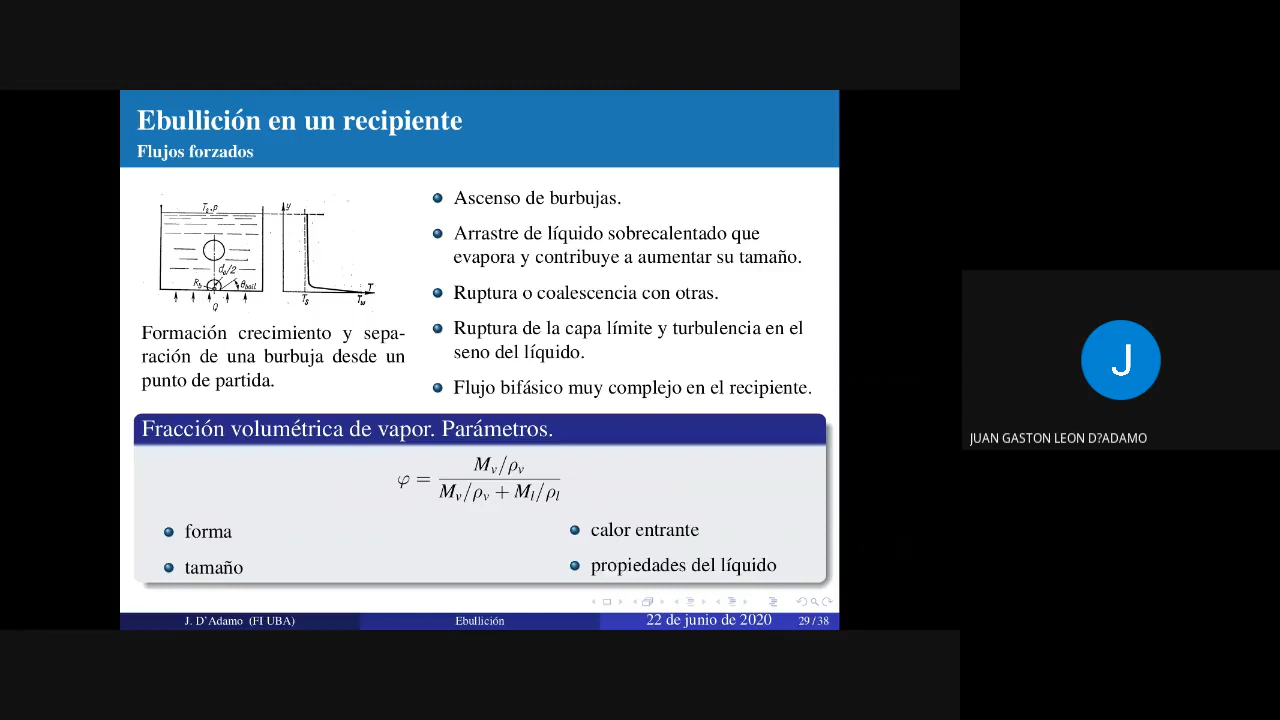 Ebullición en un recipiente
Flujos forzados
Ts,p
y
d0/2
Rb
θboil
Q
Ts
T
Tw
Formación crecimiento y sepa-
ración de una burbuja desde un
punto de partida.
Ascenso de burbujas.
Arrastre de líquido sobrecalentado que
evapora y contribuye a aumentar su tamaño.
Ruptura o coalescencia con otras.
Ruptura de la capa límite y turbulencia en el
seno del líquido.
Flujo bifásico muy complejo en el recipiente.
Fracción volumétrica de vapor. Parámetros.
φ = Mv/ρv
Mv/ρv + Ml/ρl
forma
tamaño
calor entrante
propiedades del líquido
J. D'Adamo (FI UBA)
Ebullición
22 de junio de 2020
29 / 38
J
JUAN GASTON LEON D?ADAMO